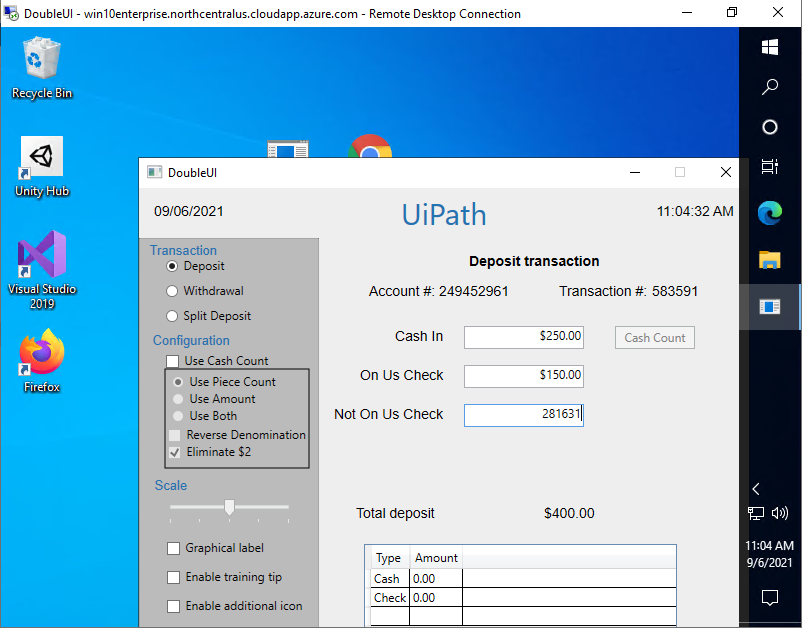 DoubleUI - win10enterprise.northcentralus.cloudapp.azure.com - Remote Desktop Connection
Recycle Bin
Unity Hub
Visual Studio
2019
Firefox
DoubleUI
09/06/2021
UiPath
11:04:32 AM
Transaction
Deposit
Withdrawal
Split Deposit
Configuration
Use Cash Count
Use Piece Count
Use Amount
Use Both
Reverse Denomination
Eliminate $2
Scale
Graphical label
Enable training tip
Enable additional icon
Deposit transaction
Account #: 249452961 Transaction #: 583591
Cash In $250.00 Cash Count
On Us Check $150.00
Not On Us Check 281631
Total deposit $400.00
Type Amount
Cash 0.00
Check 0.00
11:04 AM
9/6/2021